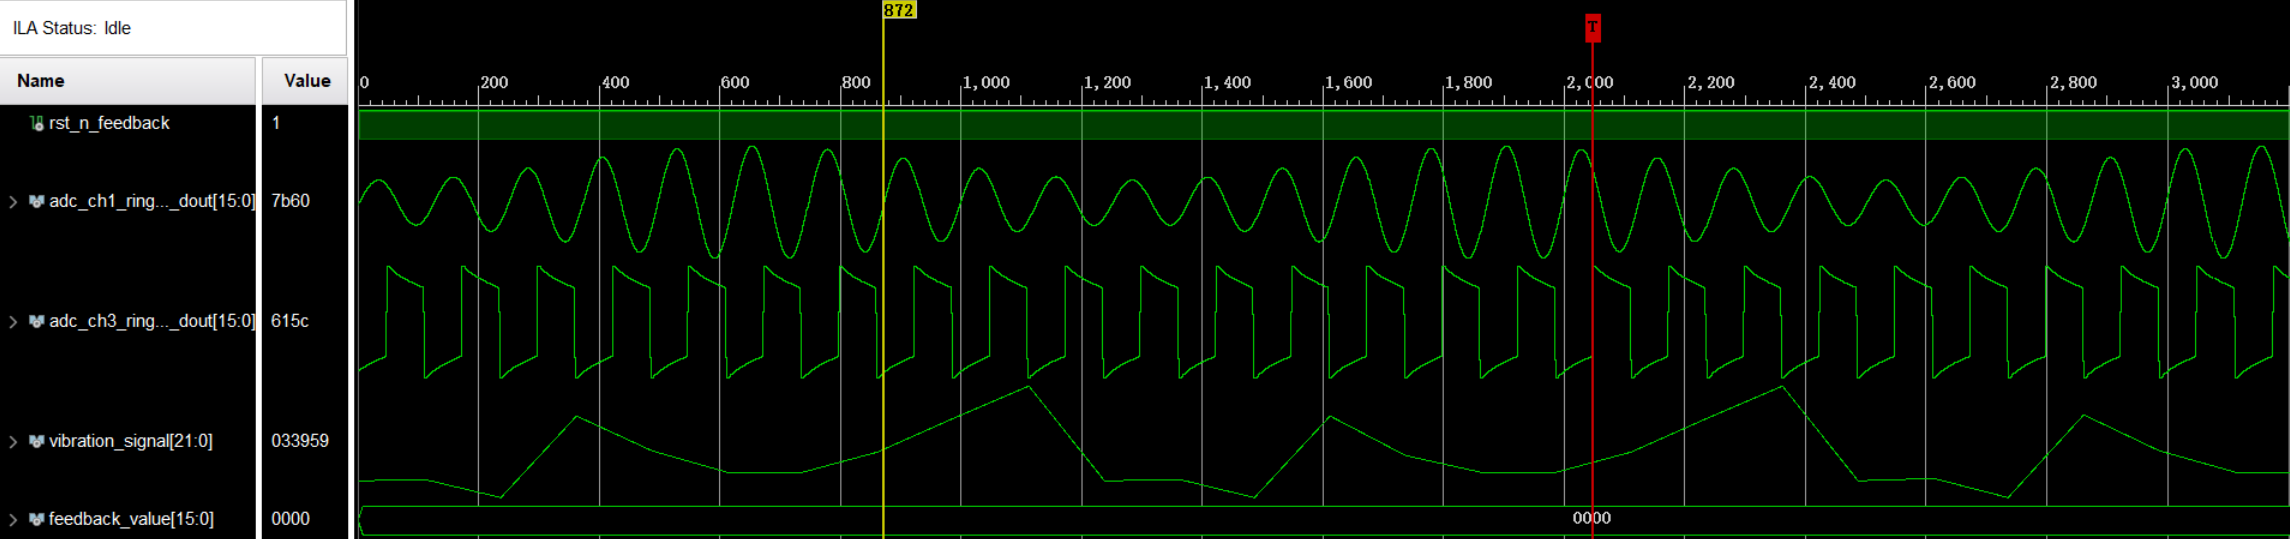 ILA Status: Idle
872
T
Name Value
0 200 400 600 800 1,000 1,200 1,400 1,600 1,800 2,000 2,200 2,400 2,600 2,800 3,000
rst_n_feedback 1
adc_ch1_ring..._dout[15:0] 7b60
adc_ch3_ring..._dout[15:0] 615c
vibration_signal[21:0] 033959
feedback_value[15:0] 0000 0000